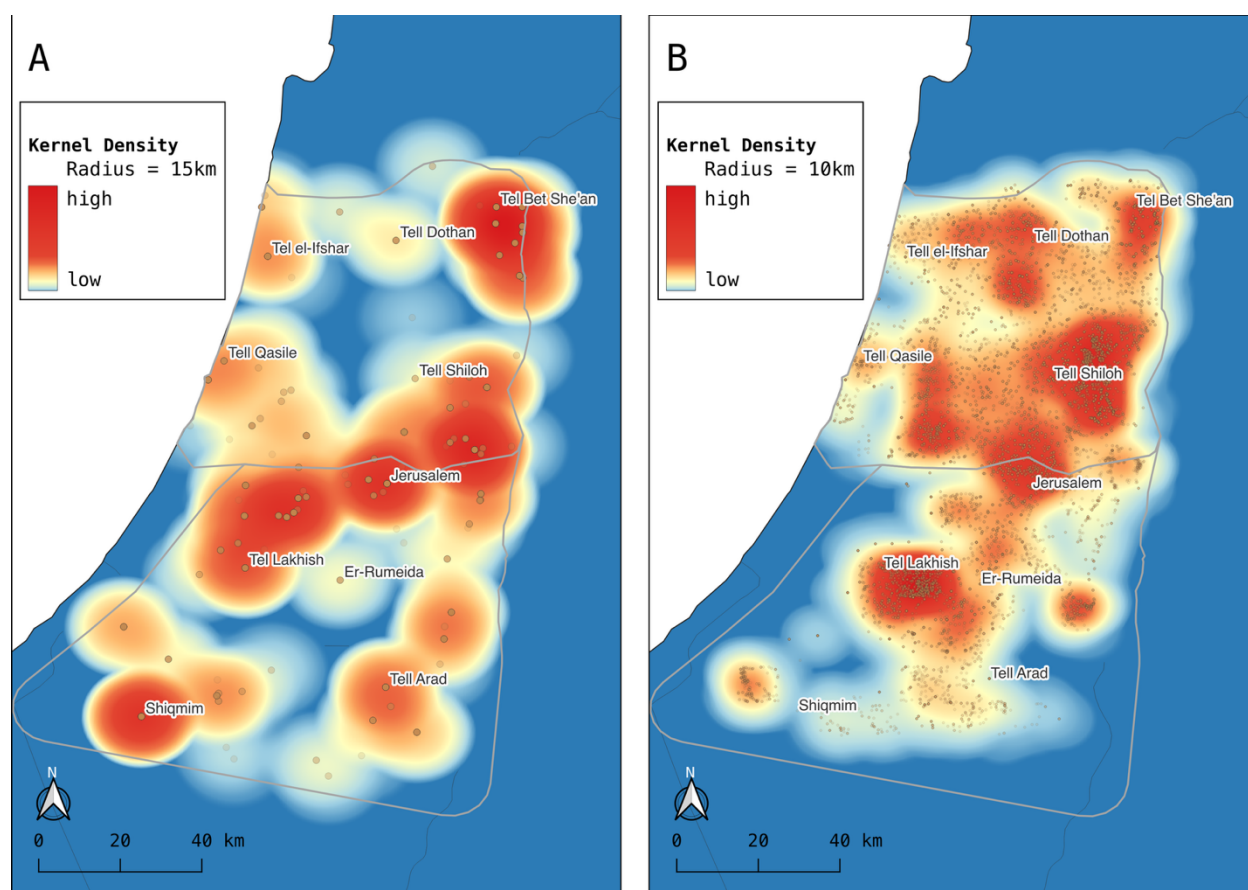 A
Kernel Density
Radius = 15km
high
low
Tel Bet She'an
Tell Dothan
Tel el-Ifshar
Tell Qasile
Tell Shiloh
Jerusalem
Tel Lakhish
Er-Rumeida
Tell Arad
Shiqmim
N
0 20 40 km
B
Kernel Density
Radius = 10km
high
low
Tel Bet She'an
Tell Dothan
Tell el-Ifshar
Tell Qasile
Tell Shiloh
Jerusalem
Tel Lakhish
Er-Rumeida
Tell Arad
Shiqmim
N
0 20 40 km